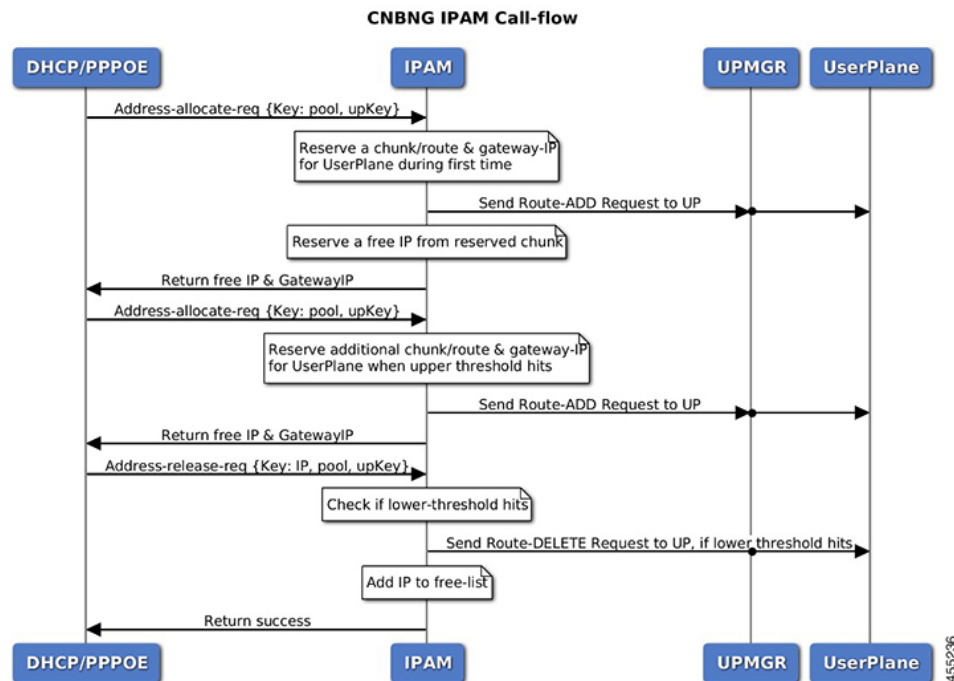 CNBNG IPAM Call-flow
DHCP/PPPOE IPAM UPMGR UserPlane
Address-allocate-req {Key: pool, upKey}
Reserve a chunk/route & gateway-IP
for UserPlane during first time
Send Route-ADD Request to UP
Reserve a free IP from reserved chunk
Return free IP & GatewayIP
Address-allocate-req {Key: pool, upKey}
Reserve additional chunk/route & gateway-IP
for UserPlane when upper threshold hits
Send Route-ADD Request to UP
Return free IP & GatewayIP
Address-release-req {Key: IP, pool, upKey}
Check if lower-threshold hits
Send Route-DELETE Request to UP, if lower threshold hits
Add IP to free-list
Return success
DHCP/PPPOE IPAM UPMGR UserPlane
455236